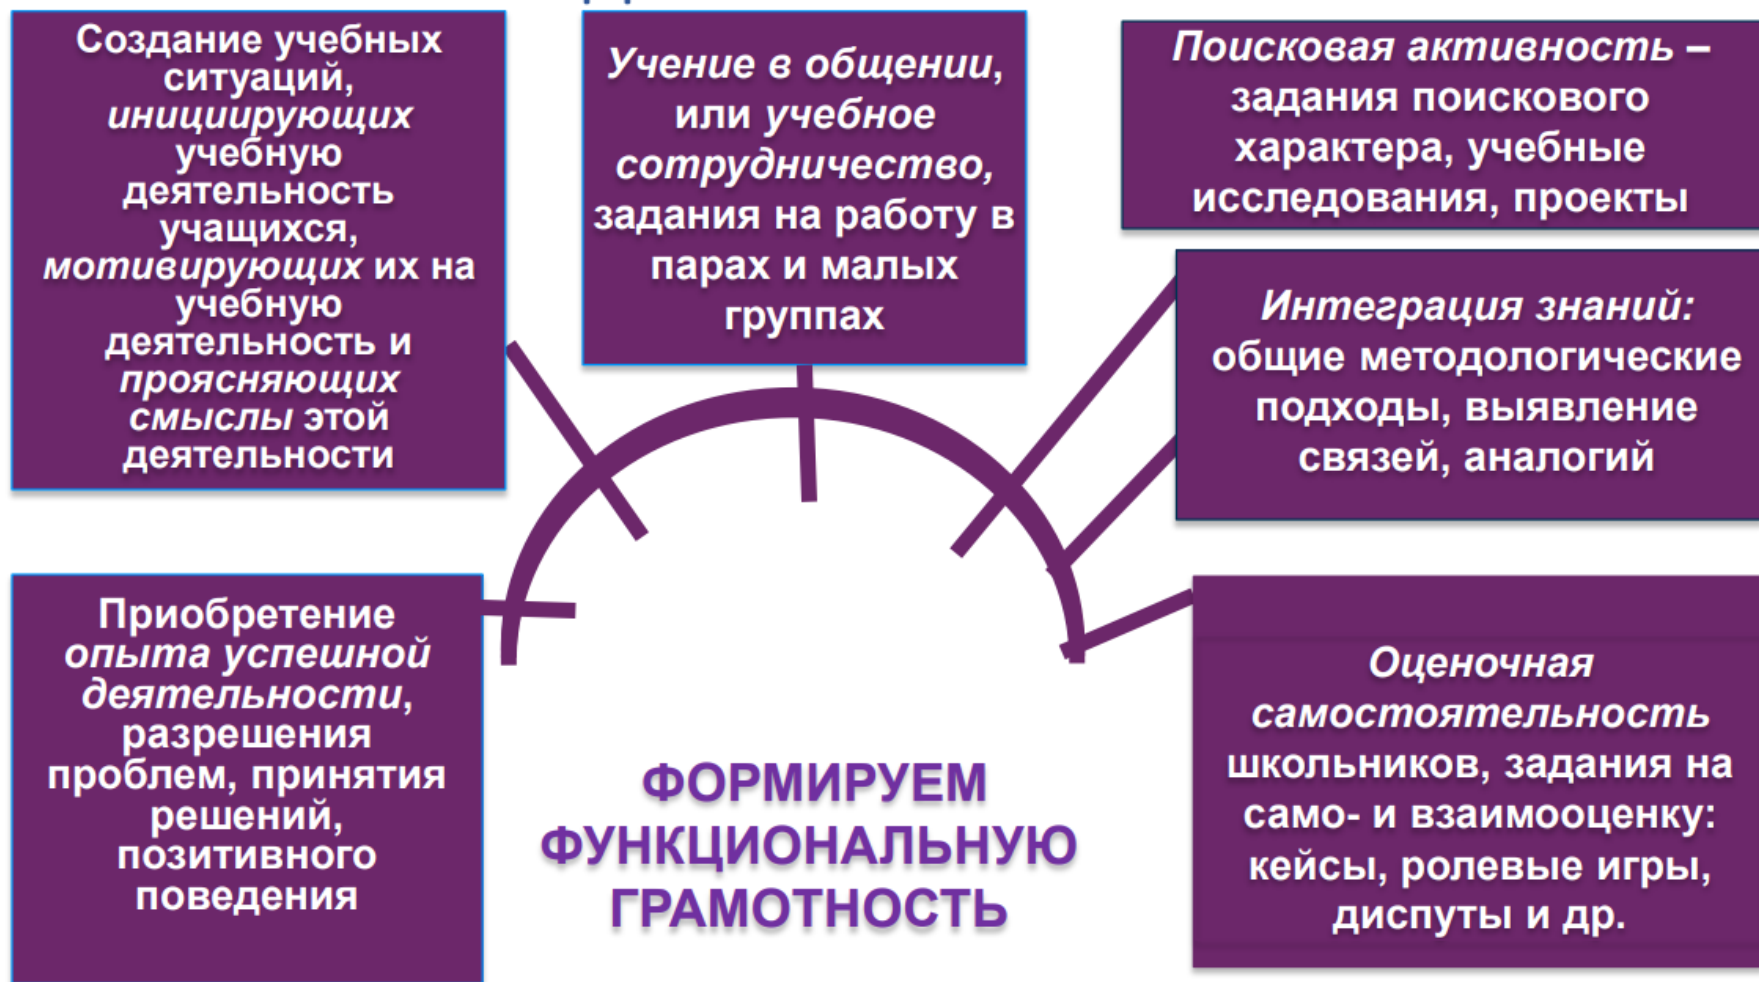 Создание учебных
ситуаций,
инициирующих
учебную
деятельность
учащихся,
мотивирующих их на
учебную
деятельность и
проясняющих
смыслы этой
деятельности
Учение в общении,
или учебное
сотрудничество,
задания на работу в
парах и малых
группах
Поисковая активность –
задания поискового
характера, учебные
исследования, проекты
Интеграция знаний:
общие методологические
подходы, выявление
связей, аналогий
Приобретение
опыта успешной
деятельности,
разрешения
проблем, принятия
решений,
позитивного
поведения
ФОРМИРУЕМ
ФУНКЦИОНАЛЬНУЮ
ГРАМОТНОСТЬ
Оценочная
самостоятельность
школьников, задания на
само- и взаимооценку:
кейсы, ролевые игры,
диспуты и др.